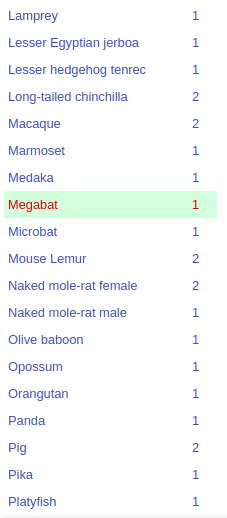 Lamprey 1
Lesser Egyptian jerboa 1
Lesser hedgehog tenrec 1
Long-tailed chinchilla 2
Macaque 2
Marmoset 1
Medaka 1
Megabat 1
Microbat 1
Mouse Lemur 2
Naked mole-rat female 2
Naked mole-rat male 1
Olive baboon 1
Opossum 1
Orangutan 1
Panda 1
Pig 2
Pika 1
Platyfish 1